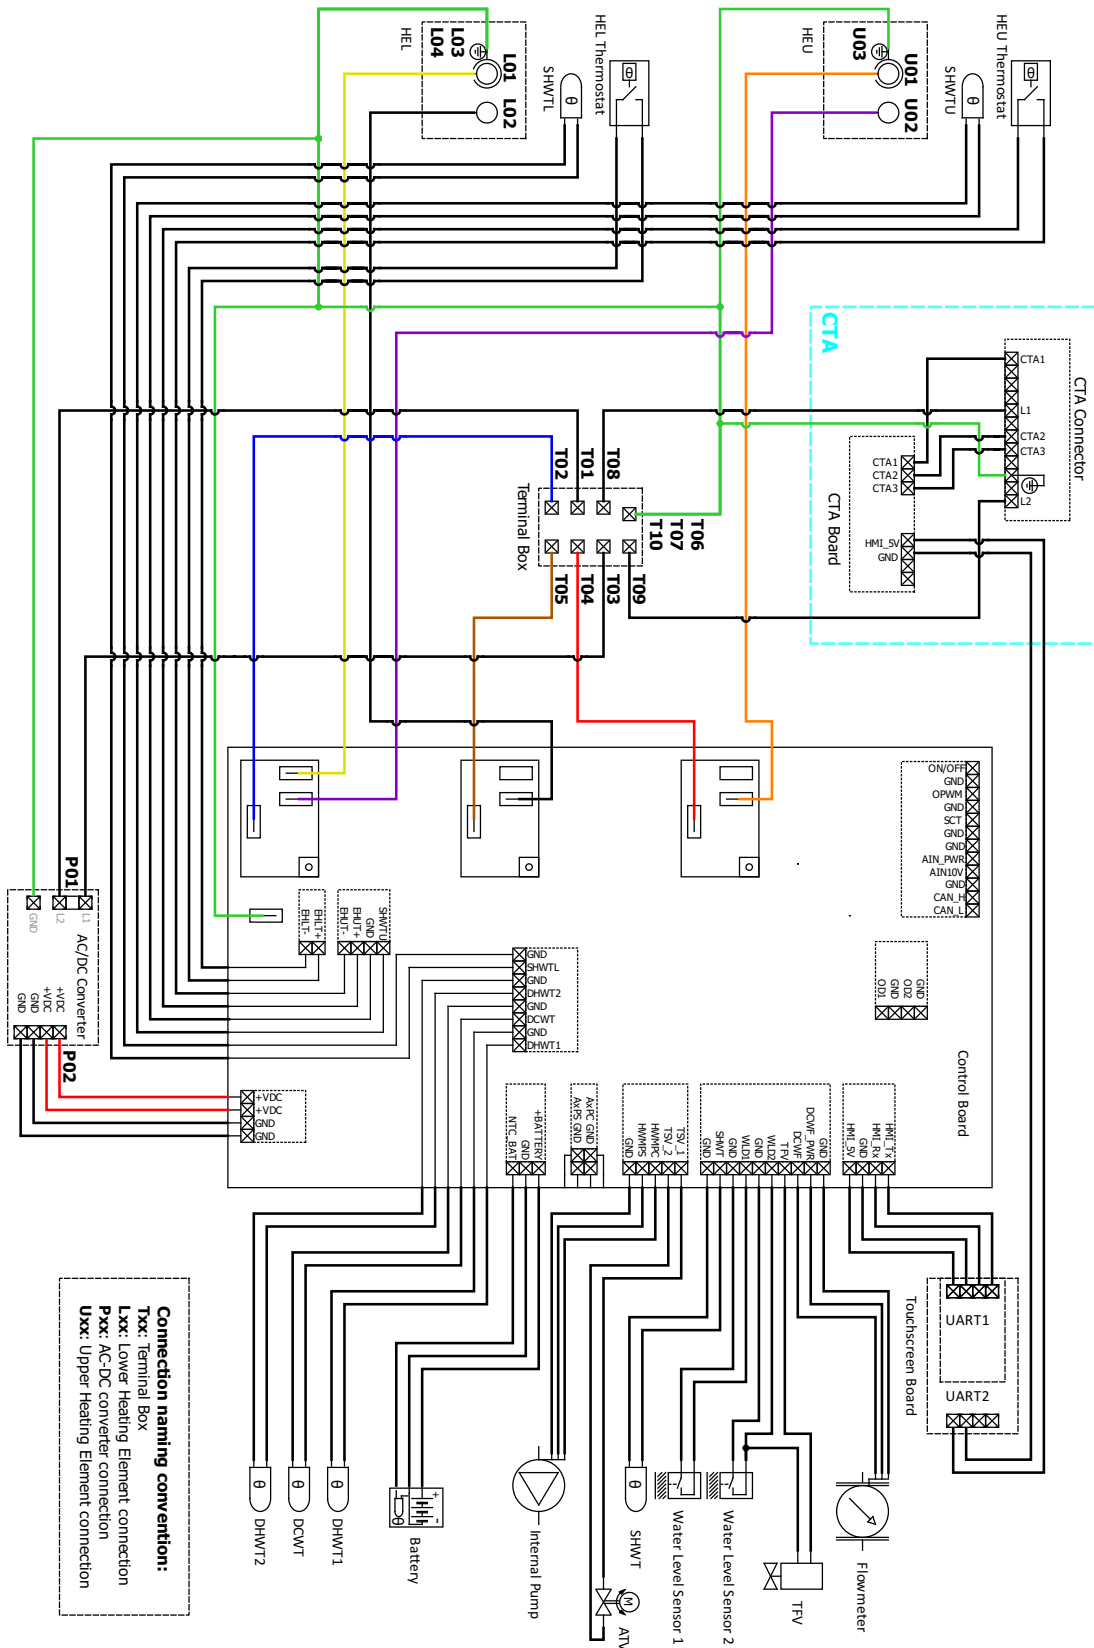 HEL
L03
L04
L01
L02
SHWTL
θ
HEL Thermostat
θ
HEU
U03
U01
U02
SHWTU
θ
HEU Thermostat
θ
CTA
CTA Connector
CTA1
L1
CTA2
CTA3
L2
CTA Board
CTA1
CTA2
CTA3
HMI_5V
GND
Terminal Box
T02
T01
T08
T06
T07
T10
T05
T04
T03
T09
Control Board
ON/OFF
GND
OPWM
GND
SCT
GND
GND
AIN_PWR
AIN10V
GND
CAN_H
CAN_L
OD1
GND
OD2
GND
EHLT-
EHLT+
EHUT-
EHUT+
GND
SHWTU
GND
SHWTL
GND
DHWT2
GND
DCWT
GND
DHWT1
P01
GND
L2
L1
AC/DC Converter
GND
GND
+VDC
+VDC
P02
+VDC
+VDC
GND
GND
NTC_BAT
GND
+BATTERY
AxPS GND
AxPC GND
GND
HWMPS
HWMPC
TSV_2
TSV_1
GND
SHWT
GND
WLD1
GND
WLD2
TFV
DCWF
DCWF_PWR
GND
HMI_5V
GND
HMI_Rx
HMI_Tx
Touchscreen Board
UART1
UART2
θ
DHWT2
θ
DCWT
θ
DHWT1
+
-
θ
Battery
Internal Pump
M
ATV
θ
SHWT
Water Level Sensor 1
Water Level Sensor 2
TFV
Flowmeter
Connection naming convention:
Txx: Terminal Box
Lxx: Lower Heating Element connection
Pxx: AC-DC converter connection
Uxx: Upper Heating Element connection